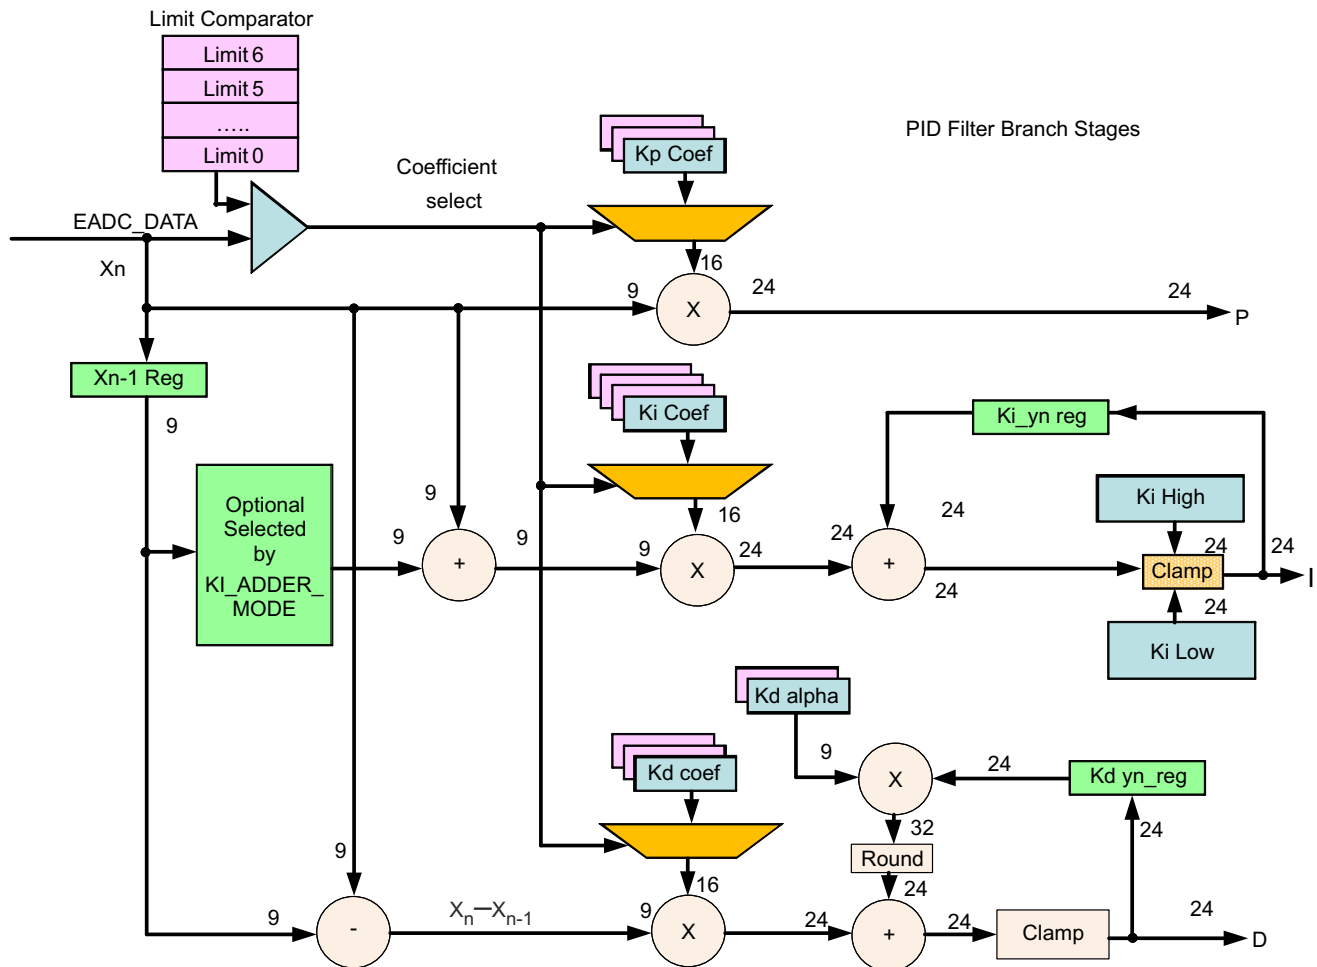 Limit Comparator
Limit 6
Limit 5
.....
Limit 0
PID Filter Branch Stages
Kp Coef
Coefficient
select
EADC_DATA
Xn
16
9
24
24
X
P
Xn-1 Reg
9
Ki Coef
Ki_yn reg
Optional
Selected
by
KI_ADDER_
MODE
9
9
+
9
16
9
X
24
24
24
+
24
Ki High
24
24
Clamp
I
24
Ki Low
Kd alpha
9
X
24
Kd yn_reg
Kd coef
32
24
Round
9
16
24
9
-
Xn—Xn-1
9
X
24
+
24
Clamp
24
D